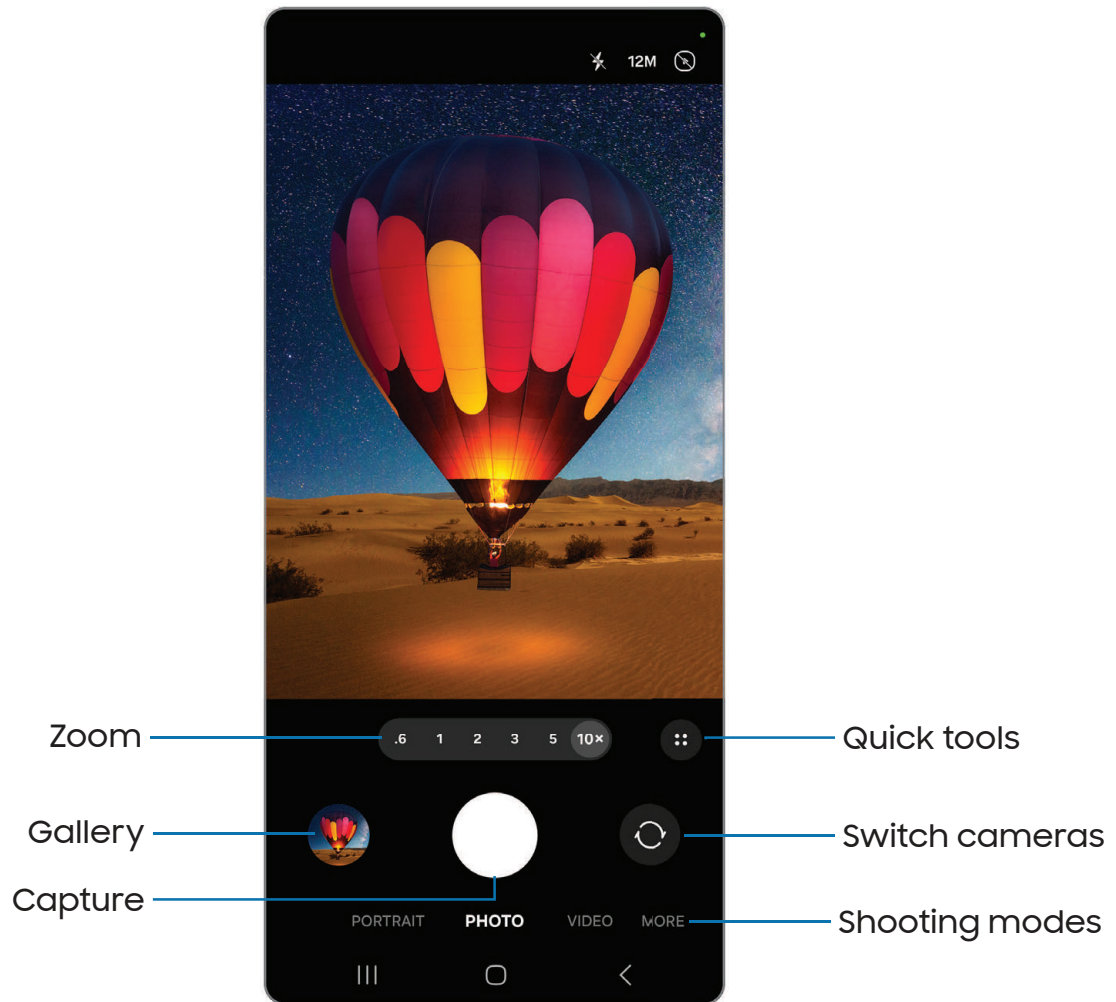 12M
Zoom
.6 1 2 3 5 10×
Quick tools
Gallery
Switch cameras
Capture
PORTRAIT PHOTO VIDEO MORE
Shooting modes